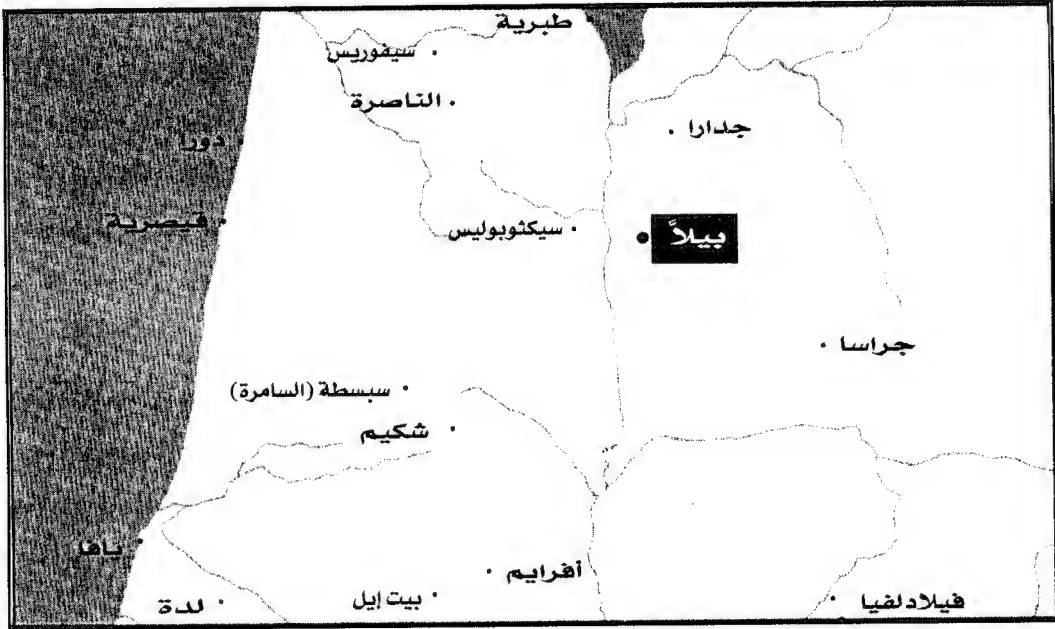 طبرية
سيفوريس
الناصرة
جدارا
دورا
قيصرية
سيكثوبوليس
بيلاً
جراسا
سبسطة (السامرة)
شكيم
يافا
أفرايم
بيت إيل
لدة
فيلادلفيا